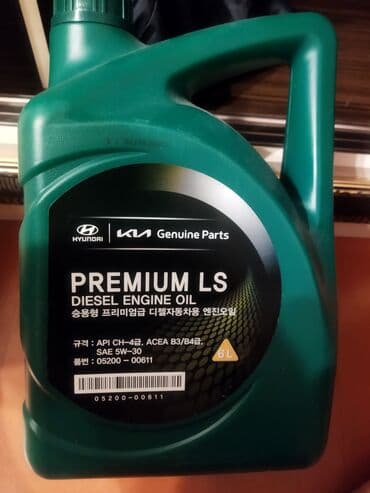 HYUNDAI KIA Genuine Parts
PREMIUM LS
DIESEL ENGINE OIL
승용형 프리미엄급 디젤자동차용 엔진오일
규격 : API CH-4급, ACEA B3/B4급,
SAE 5W-30
품번 : 05200 - 00611
6L
05200-00611